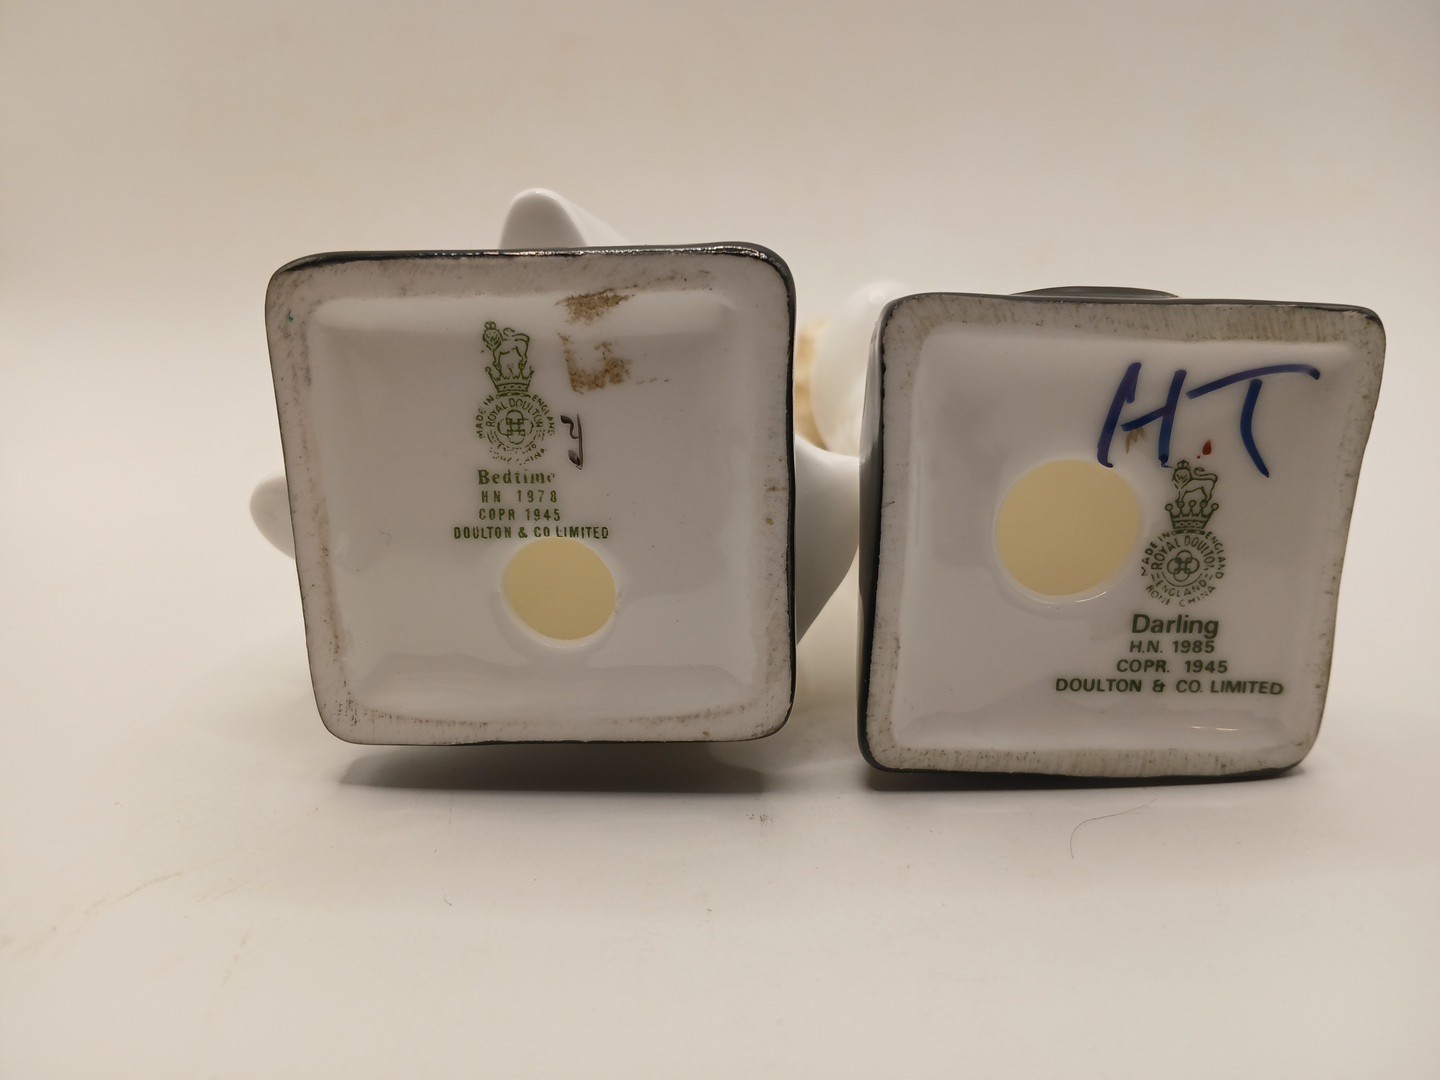 MADE IN ENGLAND
ROYAL DOULTON
Bedtime
HN 1978
COPR 1945
DOULTON & CO LIMITED
y
H.T
MADE IN ENGLAND
ROYAL DOULTON
ENGLAND
BONE CHINA
Darling
H.N. 1985
COPR. 1945
DOULTON & CO. LIMITED